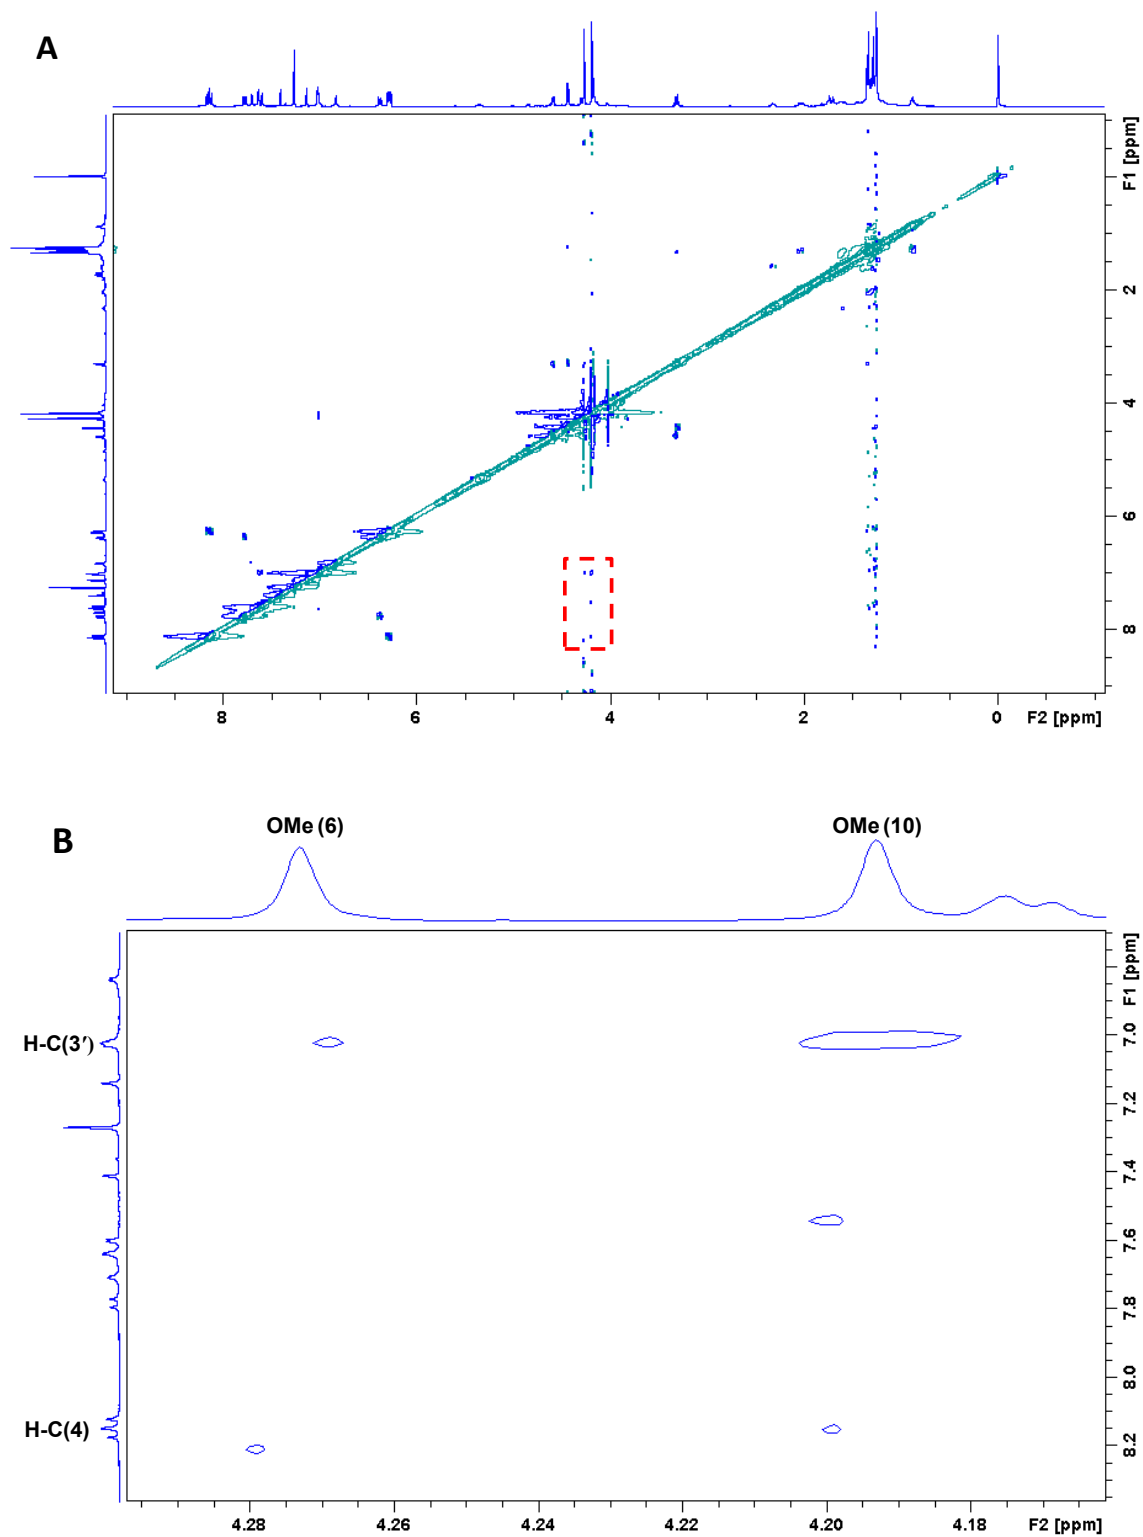 A
F1 [ppm]
2
4
6
8
8
6
4
2
0
F2 [ppm]
B
OMe (6)
OMe (10)
F1 [ppm]
H-C(3′)
7.0
7.2
7.4
7.6
7.8
8.0
H-C(4)
8.2
4.28
4.26
4.24
4.22
4.20
4.18
F2 [ppm]